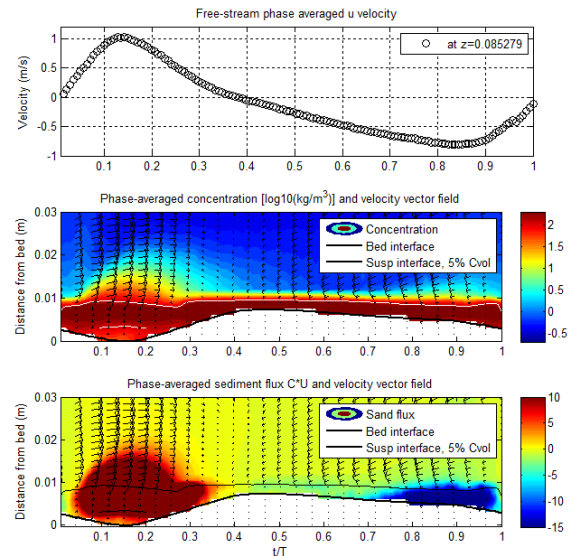 Free-stream phase averaged u velocity
1
0.5
0
-0.5
-1
Velocity (m/s)
at z=0.085279
0.1 0.2 0.3 0.4 0.5 0.6 0.7 0.8 0.9 1
Phase-averaged concentration [log10(kg/m³)] and velocity vector field
0.03
0.02
0.01
0
Distance from bed (m)
Concentration
Bed interface
Susp interface, 5% Cvol
2
1.5
1
0.5
0
-0.5
0.1 0.2 0.3 0.4 0.5 0.6 0.7 0.8 0.9 1
Phase-averaged sediment flux C*U and velocity vector field
0.03
0.02
0.01
0
Distance from bed (m)
Sand flux
Bed interface
Susp interface, 5% Cvol
10
5
0
-5
-10
-15
0.1 0.2 0.3 0.4 0.5 0.6 0.7 0.8 0.9 1
t/T